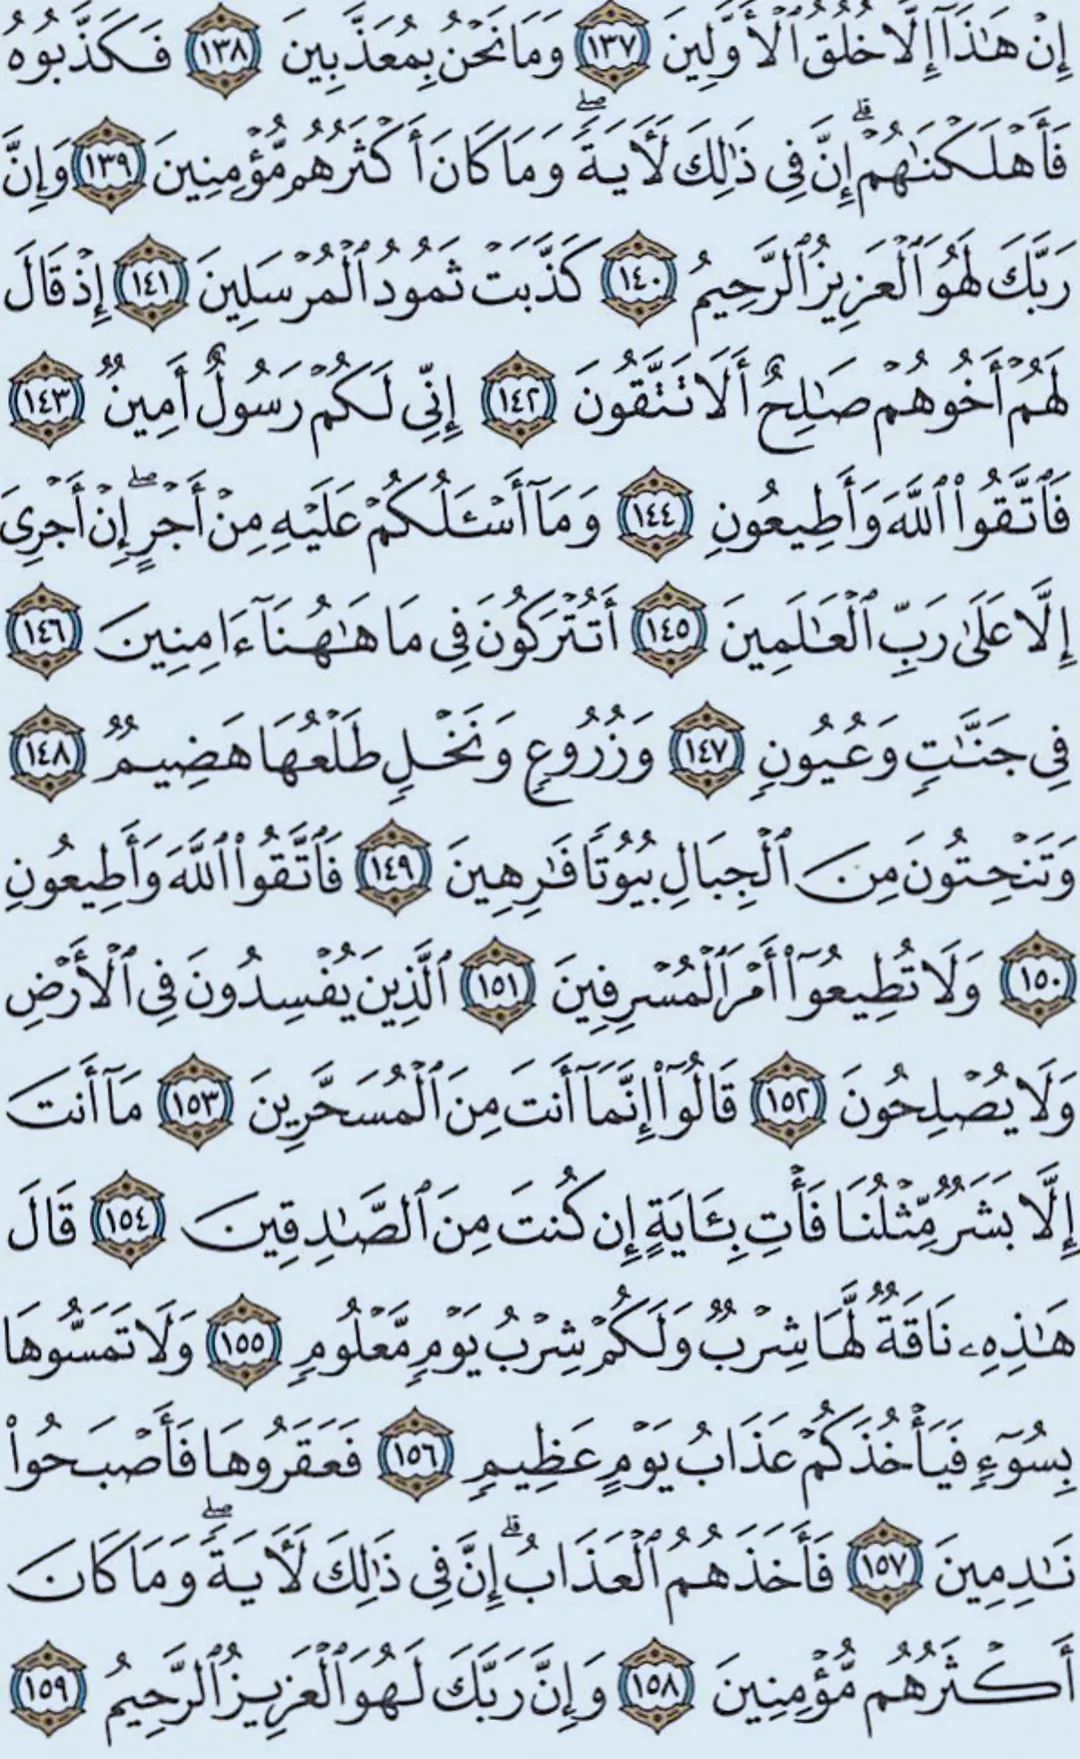 إِنْ هَـٰذَآ إِلَّا خُلُقُ ٱلْأَوَّلِينَ ١٣٧ وَمَا نَحْنُ بِمُعَذَّبِينَ ١٣٨ فَكَذَّبُوهُ
فَأَهْلَكْنَـٰهُمْ ۗ إِنَّ فِى ذَٰلِكَ لَـَٔايَةً ۖ وَمَا كَانَ أَكْثَرُهُم مُّؤْمِنِينَ ١٣٩ وَإِنَّ
رَبَّكَ لَهُوَ ٱلْعَزِيزُ ٱلرَّحِيمُ ١٤٠ كَذَّبَتْ ثَمُودُ ٱلْمُرْسَلِينَ ١٤١ إِذْ قَالَ
لَهُمْ أَخُوهُمْ صَـٰلِحٌ أَلَا تَتَّقُونَ ١٤٢ إِنِّى لَكُمْ رَسُولٌ أَمِينٌ ١٤٣
فَٱتَّقُوا۟ ٱللَّهَ وَأَطِيعُونِ ١٤٤ وَمَآ أَسْـَٔلُكُمْ عَلَيْهِ مِنْ أَجْرٍ ۖ إِنْ أَجْرِىَ
إِلَّا عَلَىٰ رَبِّ ٱلْعَـٰلَمِينَ ١٤٥ أَتُتْرَكُونَ فِى مَا هَـٰهُنَآ ءَامِنِينَ ١٤٦
فِى جَنَّـٰتٍ وَعُيُونٍ ١٤٧ وَزُرُوعٍ وَنَخْلٍ طَلْعُهَا هَضِيمٌ ١٤٨
وَتَنْحِتُونَ مِنَ ٱلْجِبَالِ بُيُوتًا فَـٰرِهِينَ ١٤٩ فَٱتَّقُوا۟ ٱللَّهَ وَأَطِيعُونِ
١٥٠ وَلَا تُطِيعُوٓا۟ أَمْرَ ٱلْمُسْرِفِينَ ١٥١ ٱلَّذِينَ يُفْسِدُونَ فِى ٱلْأَرْضِ
وَلَا يُصْلِحُونَ ١٥٢ قَالُوٓا۟ إِنَّمَآ أَنتَ مِنَ ٱلْمُسَحَّرِينَ ١٥٣ مَآ أَنتَ
إِلَّا بَشَرٌ مِّثْلُنَا فَأْتِ بِـَٔايَةٍ إِن كُنتَ مِنَ ٱلصَّـٰدِقِينَ ١٥٤ قَالَ
هَـٰذِهِۦ نَاقَةٌ لَّهَا شِرْبٌ وَلَكُمْ شِرْبُ يَوْمٍ مَّعْلُومٍ ١٥٥ وَلَا تَمَسُّوهَا
بِسُوٓءٍ فَيَأْخُذَكُمْ عَذَابُ يَوْمٍ عَظِيمٍ ١٥٦ فَعَقَرُوهَا فَأَصْبَحُوا۟
نَـٰدِمِينَ ١٥٧ فَأَخَذَهُمُ ٱلْعَذَابُ ۗ إِنَّ فِى ذَٰلِكَ لَـَٔايَةً ۖ وَمَا كَانَ
أَكْثَرُهُم مُّؤْمِنِينَ ١٥٨ وَإِنَّ رَبَّكَ لَهُوَ ٱلْعَزِيزُ ٱلرَّحِيمُ ١٥٩